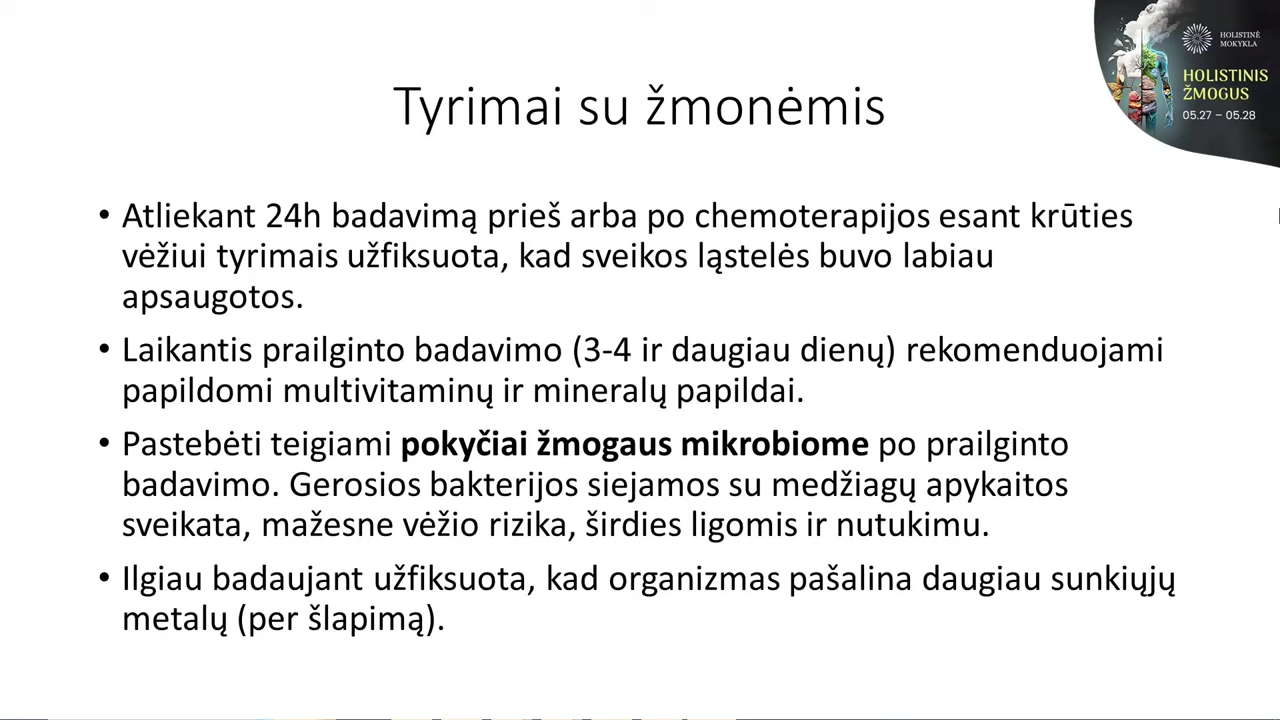 HOLISTINĖ
MOKYKLA
HOLISTINIS
ŽMOGUS
05.27 – 05.28
Tyrimai su žmonėmis
• Atliekant 24h badavimą prieš arba po chemoterapijos esant krūties
vėžiui tyrimais užfiksuota, kad sveikos ląstelės buvo labiau
apsaugotos.
• Laikantis prailginto badavimo (3-4 ir daugiau dienų) rekomenduojami
papildomi multivitaminų ir mineralų papildai.
• Pastebėti teigiami pokyčiai žmogaus mikrobiome po prailginto
badavimo. Gerosios bakterijos siejamos su medžiagų apykaitos
sveikata, mažesne vėžio rizika, širdies ligomis ir nutukimu.
• Ilgiau badaujant užfiksuota, kad organizmas pašalina daugiau sunkiųjų
metalų (per šlapimą).